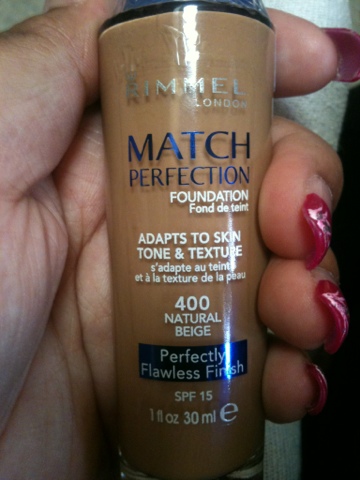 RIMMEL
LONDON
MATCH
PERFECTION
FOUNDATION
Fond de teint
ADAPTS TO SKIN
TONE & TEXTURE
s'adapte au teint
et à la texture de la peau
400
NATURAL
BEIGE
Perfectly
Flawless Finish
SPF 15
1 fl oz 30 ml e